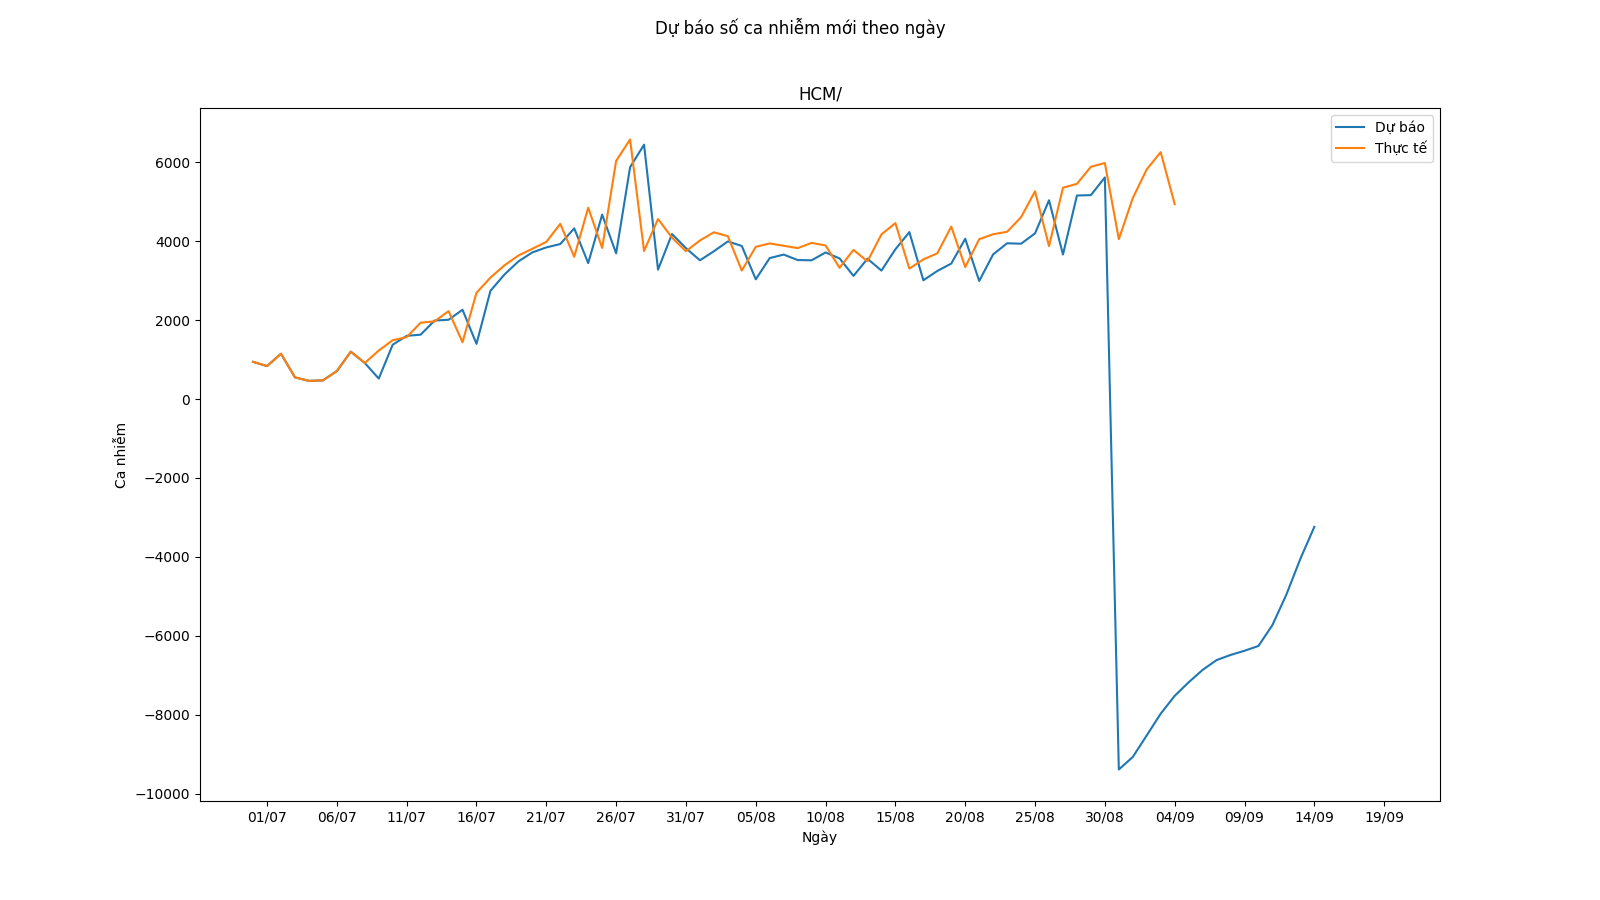 Dự báo số ca nhiễm mới theo ngày
HCM/
Dự báo
Thực tế
6000
4000
2000
0
−2000
−4000
−6000
−8000
−10000
Ca nhiễm
01/07 06/07 11/07 16/07 21/07 26/07 31/07 05/08 10/08 15/08 20/08 25/08 30/08 04/09 09/09 14/09 19/09
Ngày